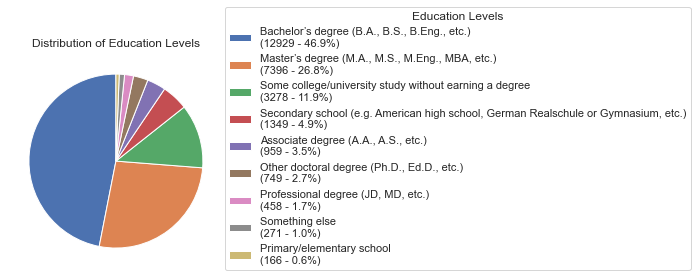 Distribution of Education Levels
Education Levels
Bachelor’s degree (B.A., B.S., B.Eng., etc.)
(12929 - 46.9%)
Master’s degree (M.A., M.S., M.Eng., MBA, etc.)
(7396 - 26.8%)
Some college/university study without earning a degree
(3278 - 11.9%)
Secondary school (e.g. American high school, German Realschule or Gymnasium, etc.)
(1349 - 4.9%)
Associate degree (A.A., A.S., etc.)
(959 - 3.5%)
Other doctoral degree (Ph.D., Ed.D., etc.)
(749 - 2.7%)
Professional degree (JD, MD, etc.)
(458 - 1.7%)
Something else
(271 - 1.0%)
Primary/elementary school
(166 - 0.6%)